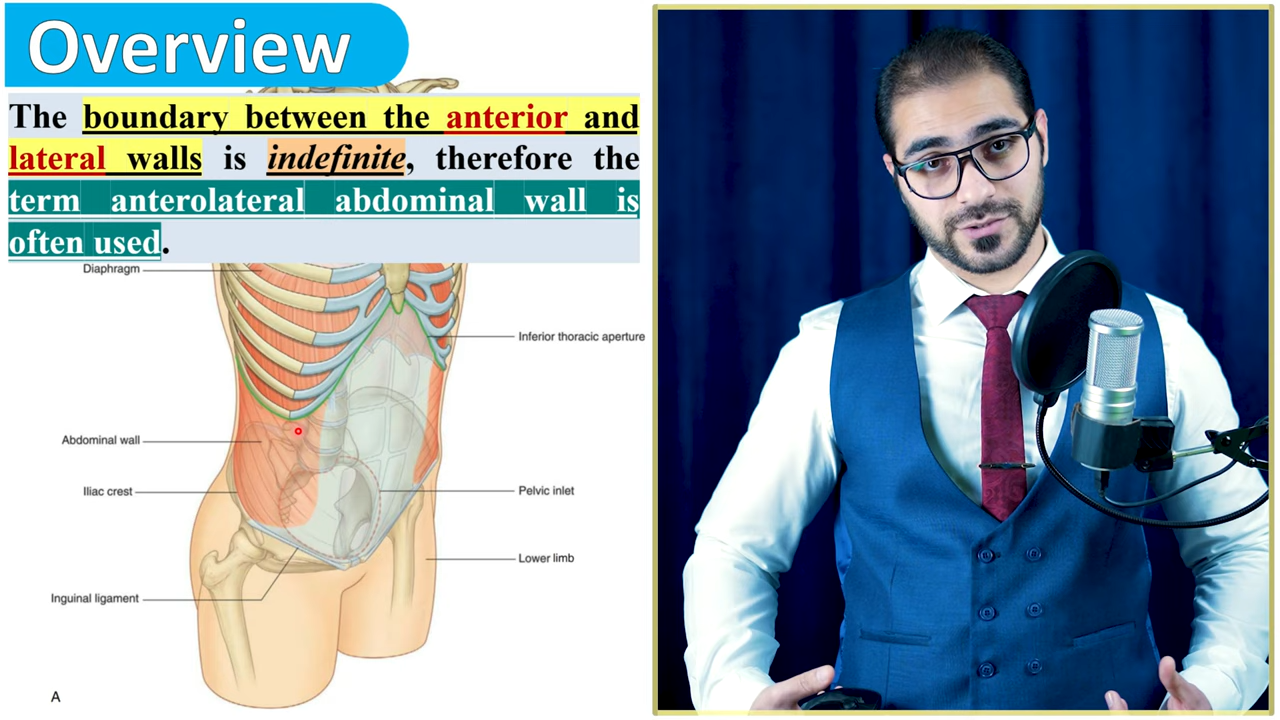 Overview
The boundary between the anterior and
lateral walls is indefinite, therefore the
term anterolateral abdominal wall is
often used.
Diaphragm
Inferior thoracic aperture
Abdominal wall
Iliac crest
Pelvic inlet
Lower limb
Inguinal ligament
A